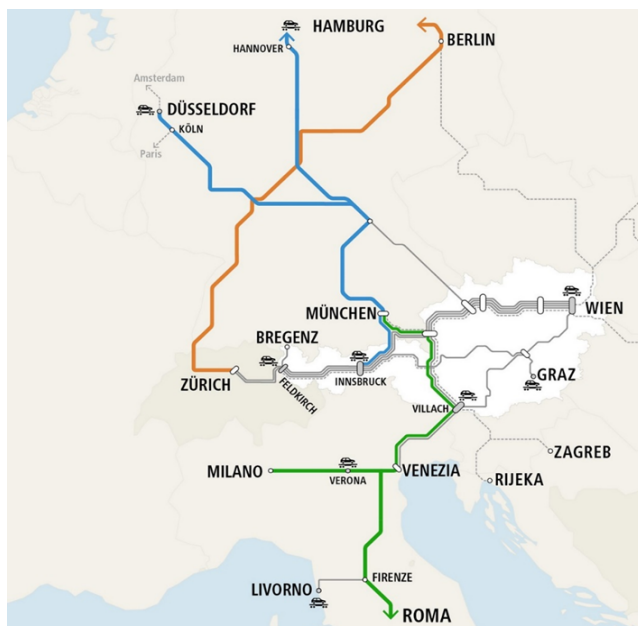 HAMBURG
HANNOVER
BERLIN
Amsterdam
DÜSSELDORF
KÖLN
Paris
MÜNCHEN
WIEN
BREGENZ
ZÜRICH
FELDKIRCH
INNSBRUCK
GRAZ
VILLACH
ZAGREB
MILANO
VERONA
VENEZIA
RIJEKA
FIRENZE
LIVORNO
ROMA